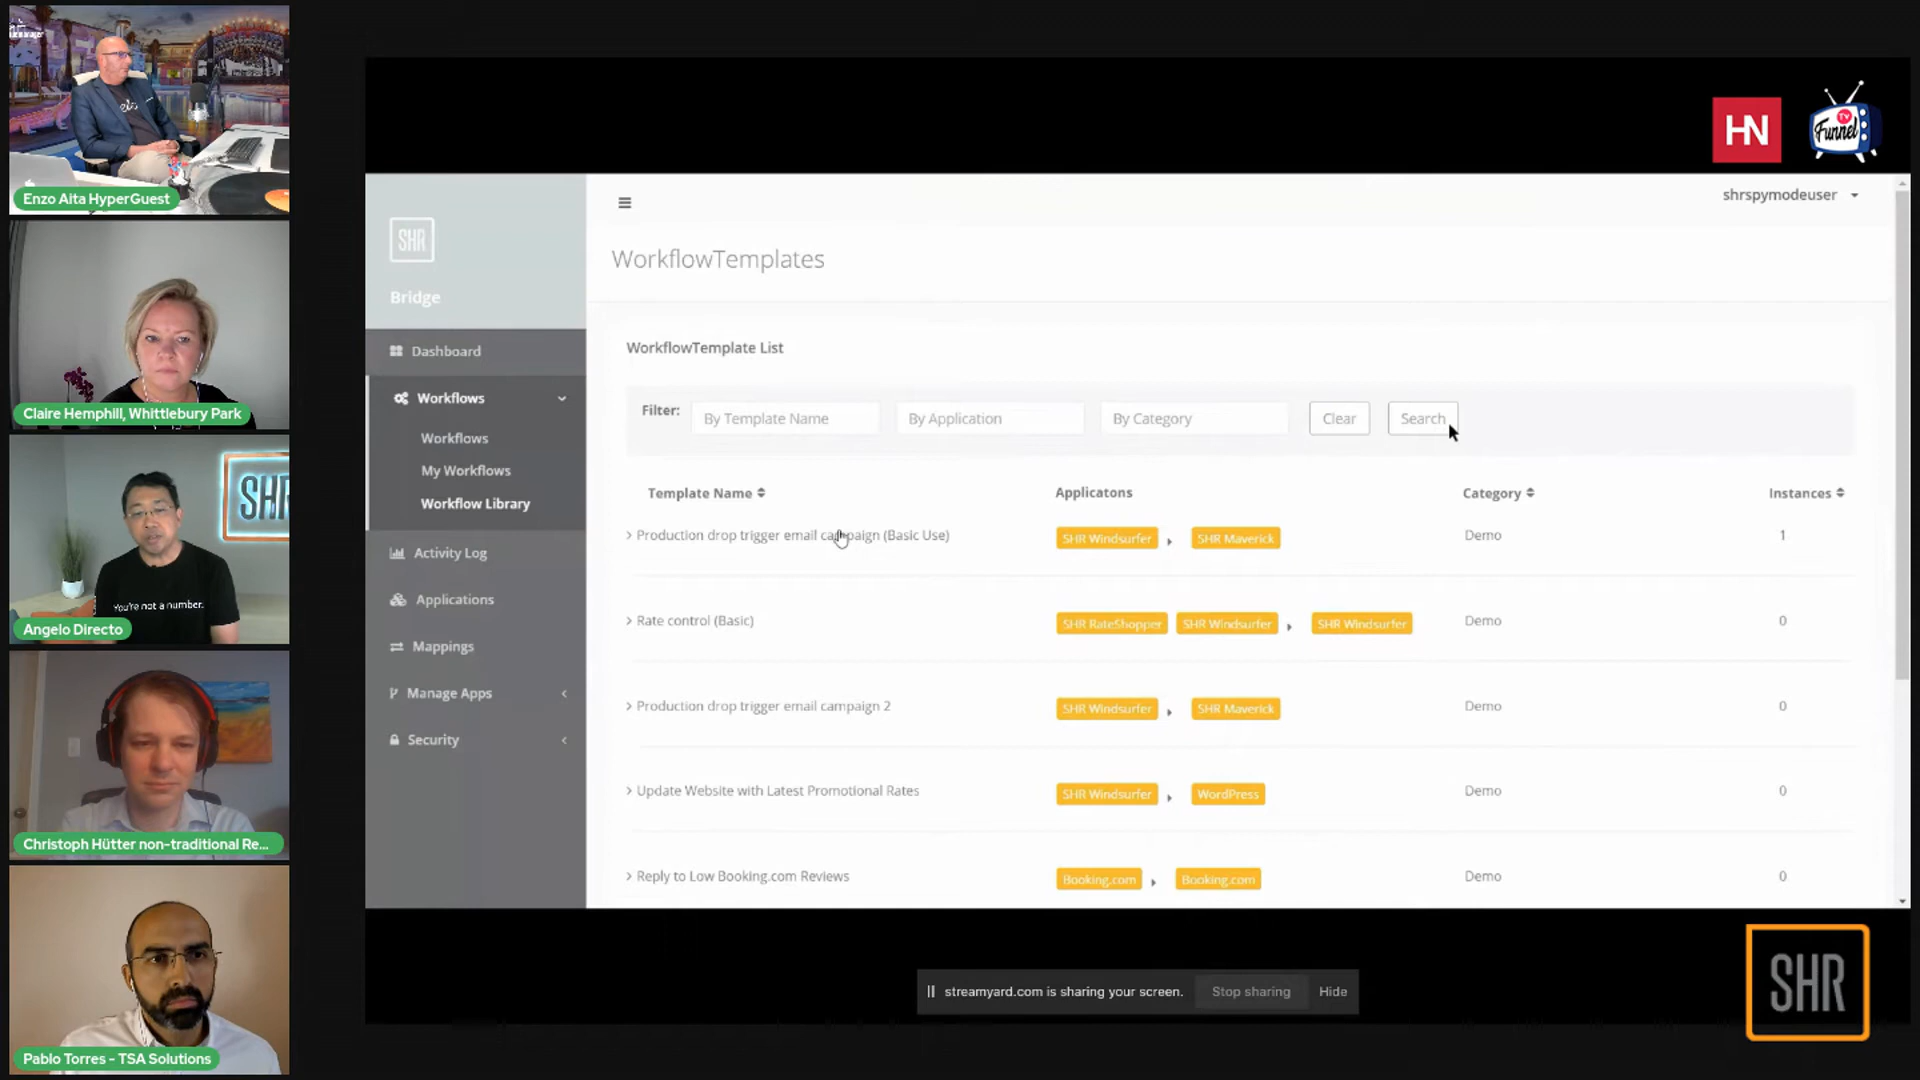 Enzo Aita HyperGuest
Claire Hemphill, Whittlebury Park
SHR
You're not a number.
Angelo Directo
Christoph Hütter non-traditional Re...
Pablo Torres - TSA Solutions
HN
TV
Funnel
SHR
Bridge
Dashboard
Workflows
Workflows
My Workflows
Workflow Library
Activity Log
Applications
Mappings
Manage Apps
Security
shrspymodeuser
WorkflowTemplates
WorkflowTemplate List
Filter: By Template Name By Application By Category Clear Search
Template Name Applicatons Category Instances
Production drop trigger email campaign (Basic Use) SHR Windsurfer SHR Maverick Demo 1
Rate control (Basic) SHR RateShopper SHR Windsurfer SHR Windsurfer Demo 0
Production drop trigger email campaign 2 SHR Windsurfer SHR Maverick Demo 0
Update Website with Latest Promotional Rates SHR Windsurfer WordPress Demo 0
Reply to Low Booking.com Reviews Booking.com Booking.com Demo 0
streamyard.com is sharing your screen. Stop sharing Hide
SHR